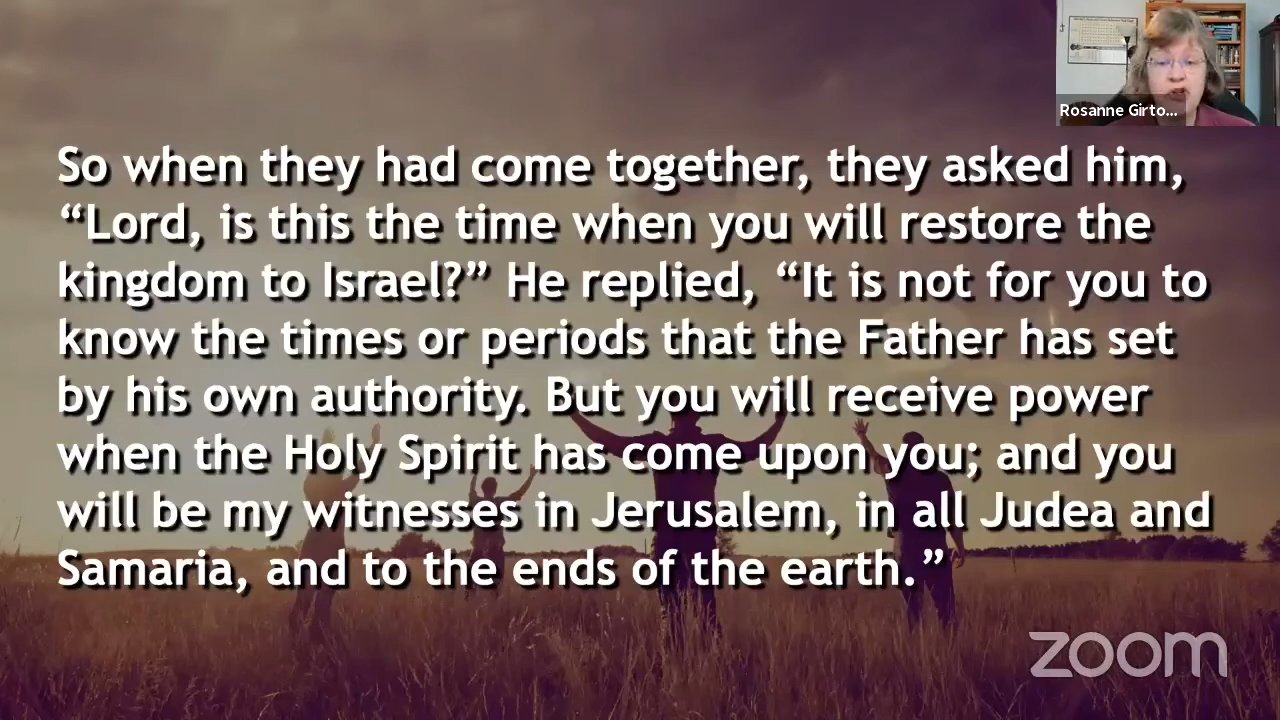 Rosanne Girto...
So when they had come together, they asked him,
“Lord, is this the time when you will restore the
kingdom to Israel?” He replied, “It is not for you to
know the times or periods that the Father has set
by his own authority. But you will receive power
when the Holy Spirit has come upon you; and you
will be my witnesses in Jerusalem, in all Judea and
Samaria, and to the ends of the earth.”
zoom